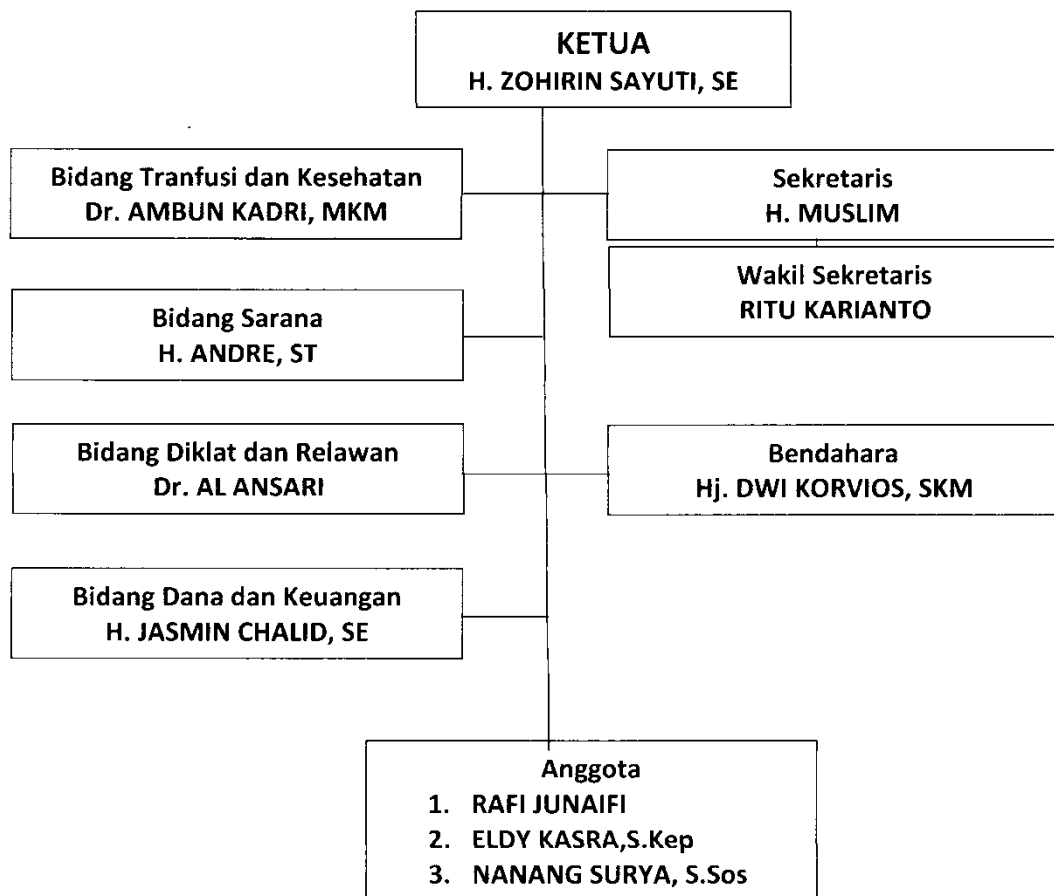 KETUA
H. ZOHIRIN SAYUTI, SE
Bidang Tranfusi dan Kesehatan
Dr. AMBUN KADRI, MKM
Sekretaris
H. MUSLIM
Wakil Sekretaris
RITU KARIANTO
Bidang Sarana
H. ANDRE, ST
Bidang Diklat dan Relawan
Dr. AL ANSARI
Bendahara
Hj. DWI KORVIOS, SKM
Bidang Dana dan Keuangan
H. JASMIN CHALID, SE
Anggota
1. RAFI JUNAIFI
2. ELDY KASRA,S.Kep
3. NANANG SURYA, S.Sos